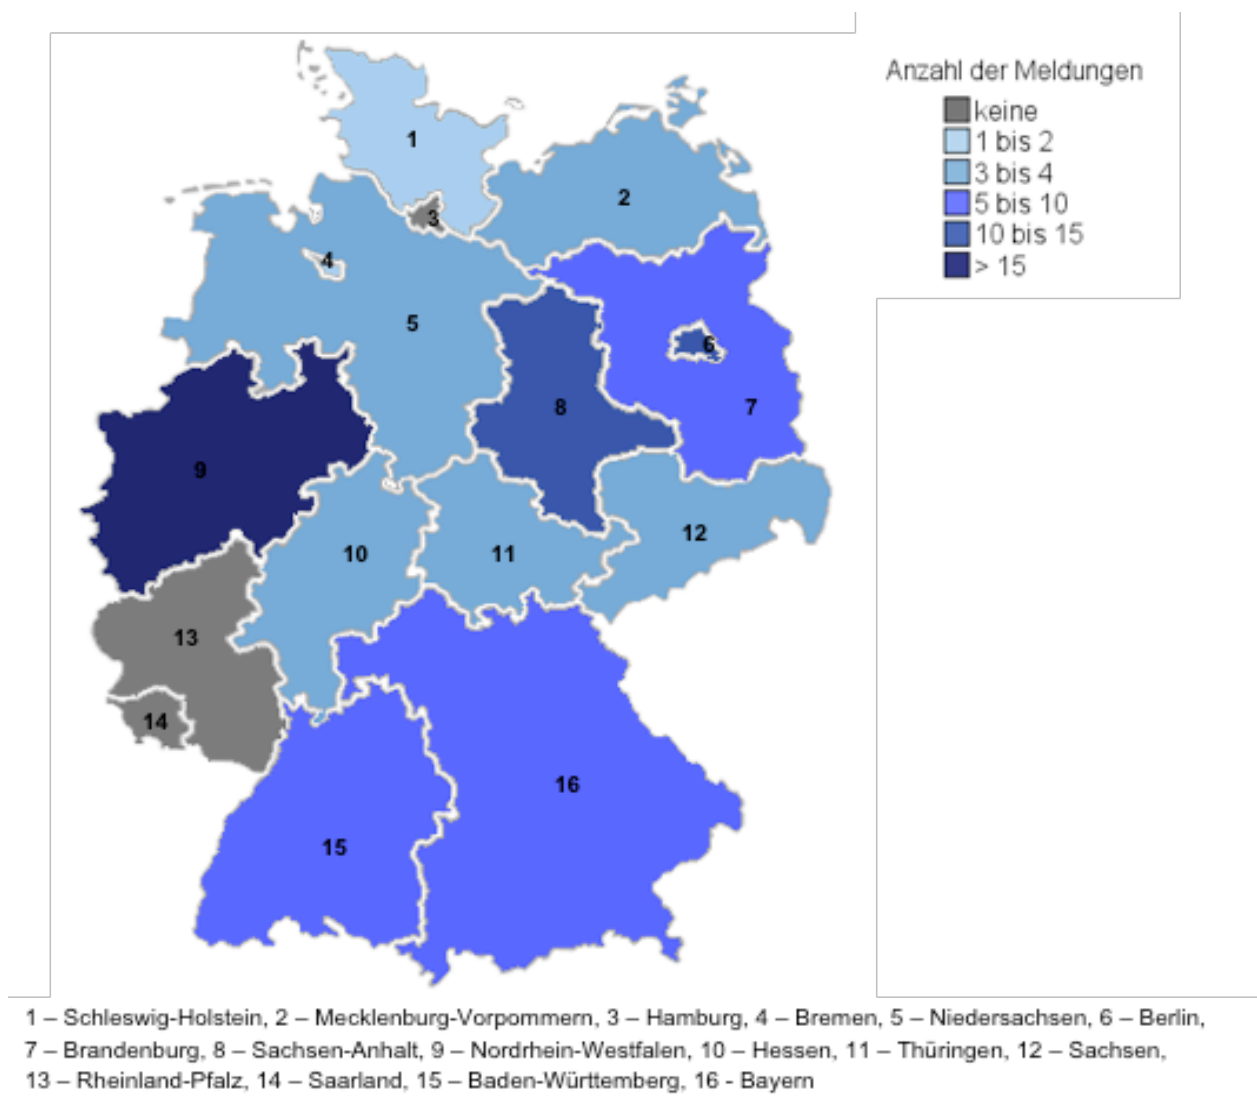 Anzahl der Meldungen
keine
1 bis 2
3 bis 4
5 bis 10
10 bis 15
> 15
1
2
3
4
5
6
8
7
9
10
11
12
13
14
16
15
1 – Schleswig-Holstein, 2 – Mecklenburg-Vorpommern, 3 – Hamburg, 4 – Bremen, 5 – Niedersachsen, 6 – Berlin,
7 – Brandenburg, 8 – Sachsen-Anhalt, 9 – Nordrhein-Westfalen, 10 – Hessen, 11 – Thüringen, 12 – Sachsen,
13 – Rheinland-Pfalz, 14 – Saarland, 15 – Baden-Württemberg, 16 - Bayern